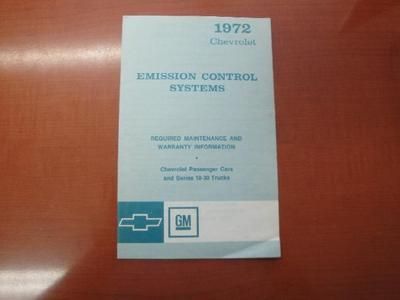 1972
Chevrolet
EMISSION CONTROL
SYSTEMS
REQUIRED MAINTENANCE AND
WARRANTY INFORMATION
•
Chevrolet Passenger Cars
and Series 10-30 Trucks
GM